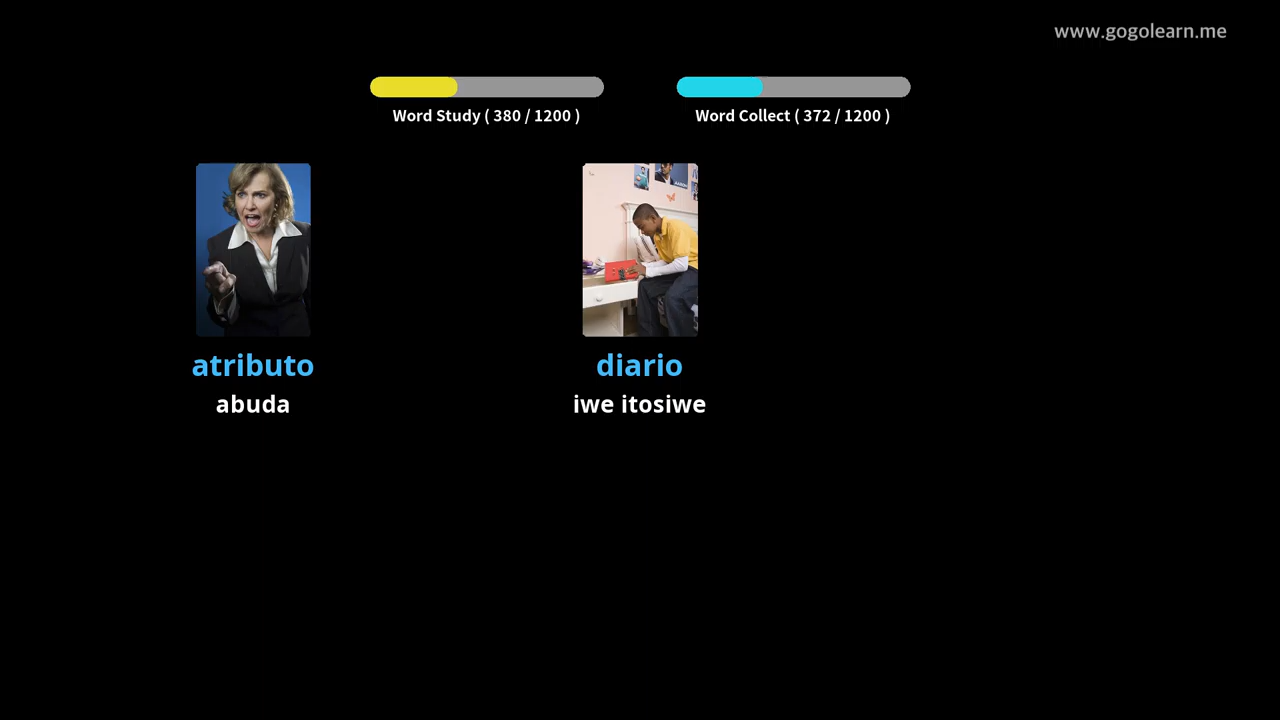 www.gogolearn.me
Word Study ( 380 / 1200 )
Word Collect ( 372 / 1200 )
atributo
diario
abuda
iwe itosiwe